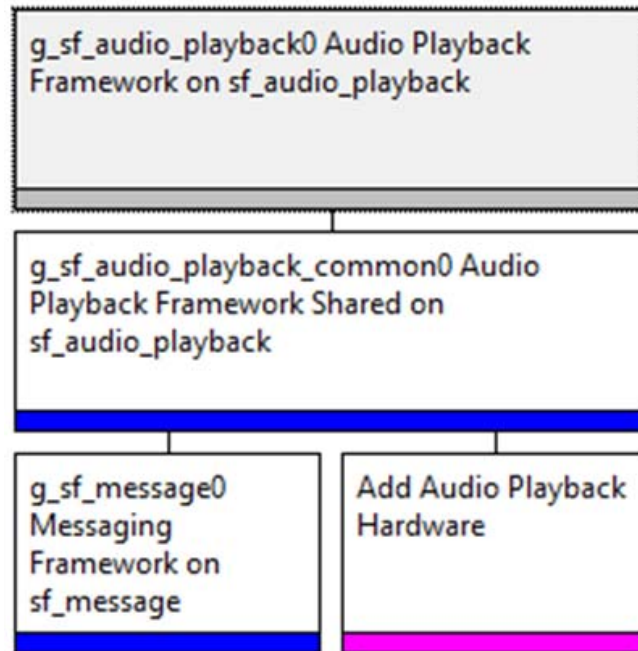 g_sf_audio_playback0 Audio Playback
Framework on sf_audio_playback
g_sf_audio_playback_common0 Audio
Playback Framework Shared on
sf_audio_playback
g_sf_message0
Messaging
Framework on
sf_message
Add Audio Playback
Hardware